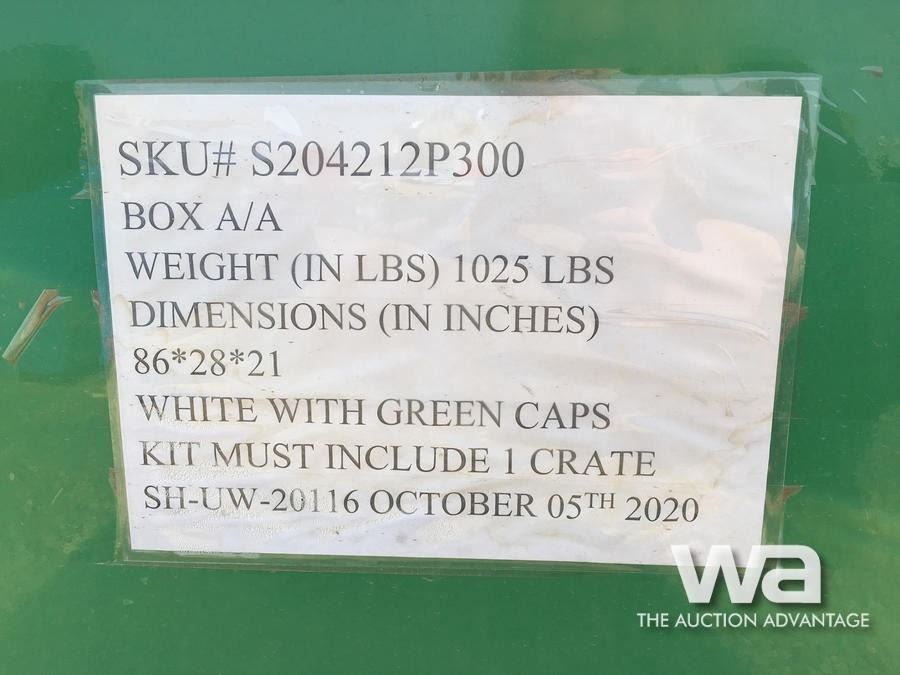 SKU# S204212P300
BOX A/A
WEIGHT (IN LBS) 1025 LBS
DIMENSIONS (IN INCHES)
86*28*21
WHITE WITH GREEN CAPS
KIT MUST INCLUDE 1 CRATE
SH-UW-20116 OCTOBER 05TH 2020
wa
THE AUCTION ADVANTAGE